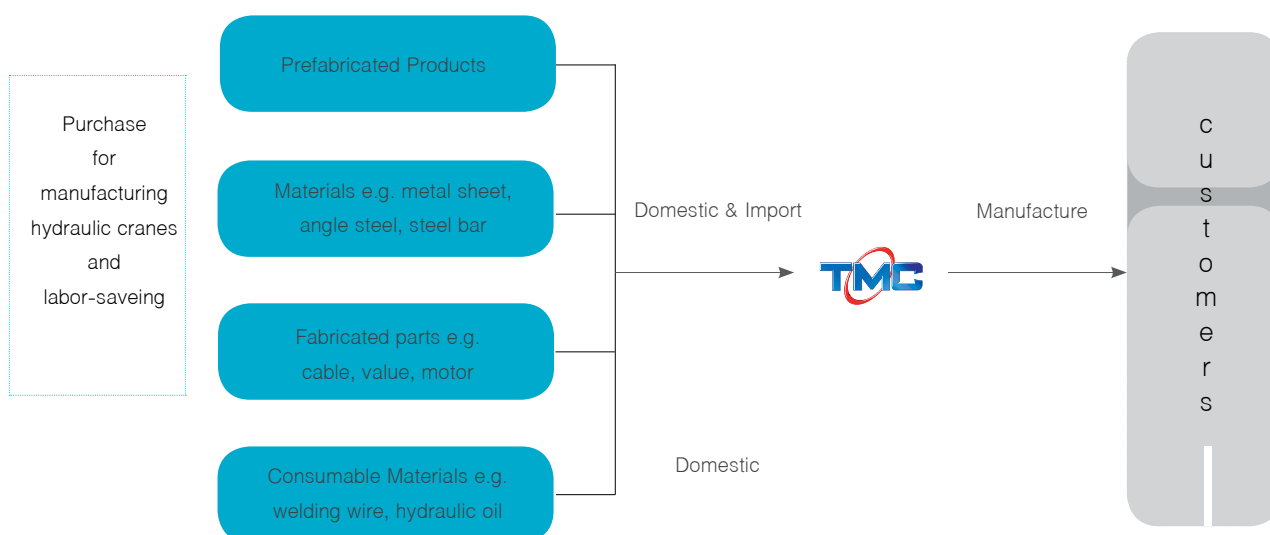 Purchase
for
manufacturing
hydraulic cranes
and
labor-saveing
Prefabricated Products
Materials e.g. metal sheet,
angle steel, steel bar
Fabricated parts e.g.
cable, value, motor
Consumable Materials e.g.
welding wire, hydraulic oil
Domestic & Import
Domestic
TMC
Manufacture
customers